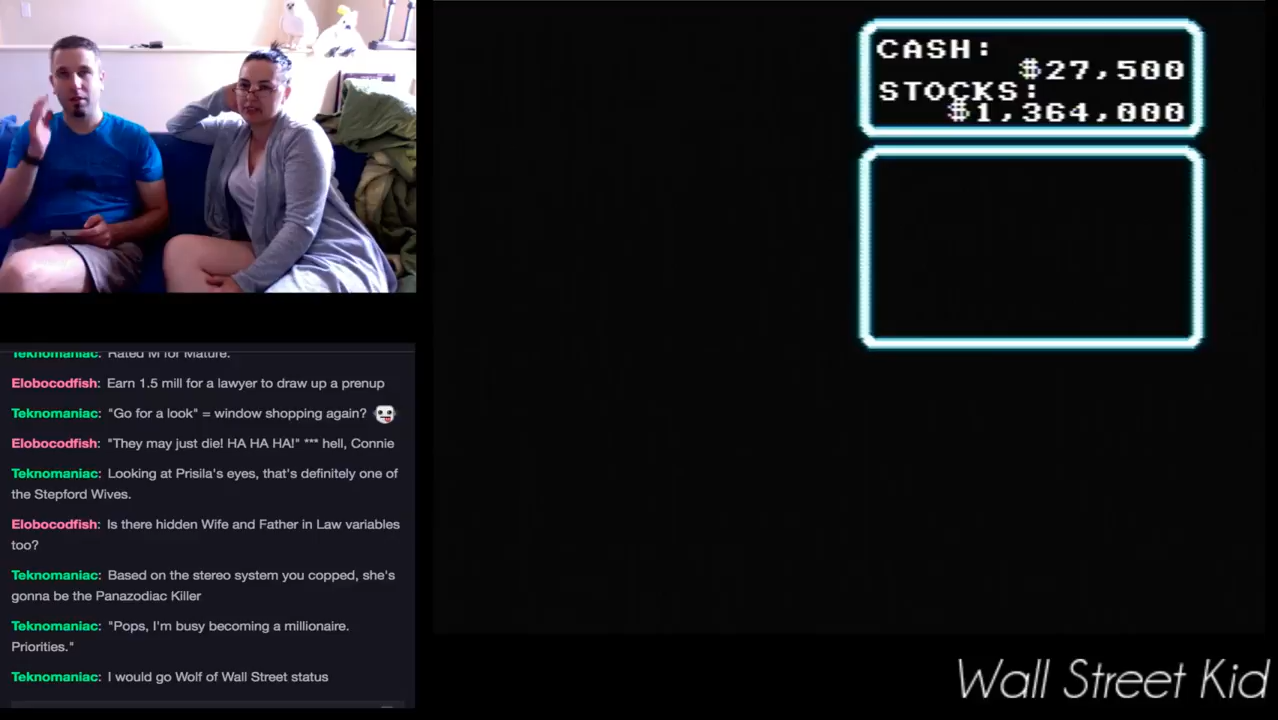 CASH:
$27,500
STOCKS:
$1,364,000
Teknomaniac: Rated M for Mature.
Elobocodfish: Earn 1.5 mill for a lawyer to draw up a prenup
Teknomaniac: "Go for a look" = window shopping again?
Elobocodfish: "They may just die! HA HA HA!" *** hell, Connie
Teknomaniac: Looking at Prisila's eyes, that's definitely one of
the Stepford Wives.
Elobocodfish: Is there hidden Wife and Father in Law variables
too?
Teknomaniac: Based on the stereo system you copped, she's
gonna be the Panazodiac Killer
Teknomaniac: "Pops, I'm busy becoming a millionaire.
Priorities."
Teknomaniac: I would go Wolf of Wall Street status
Wall Street Kid